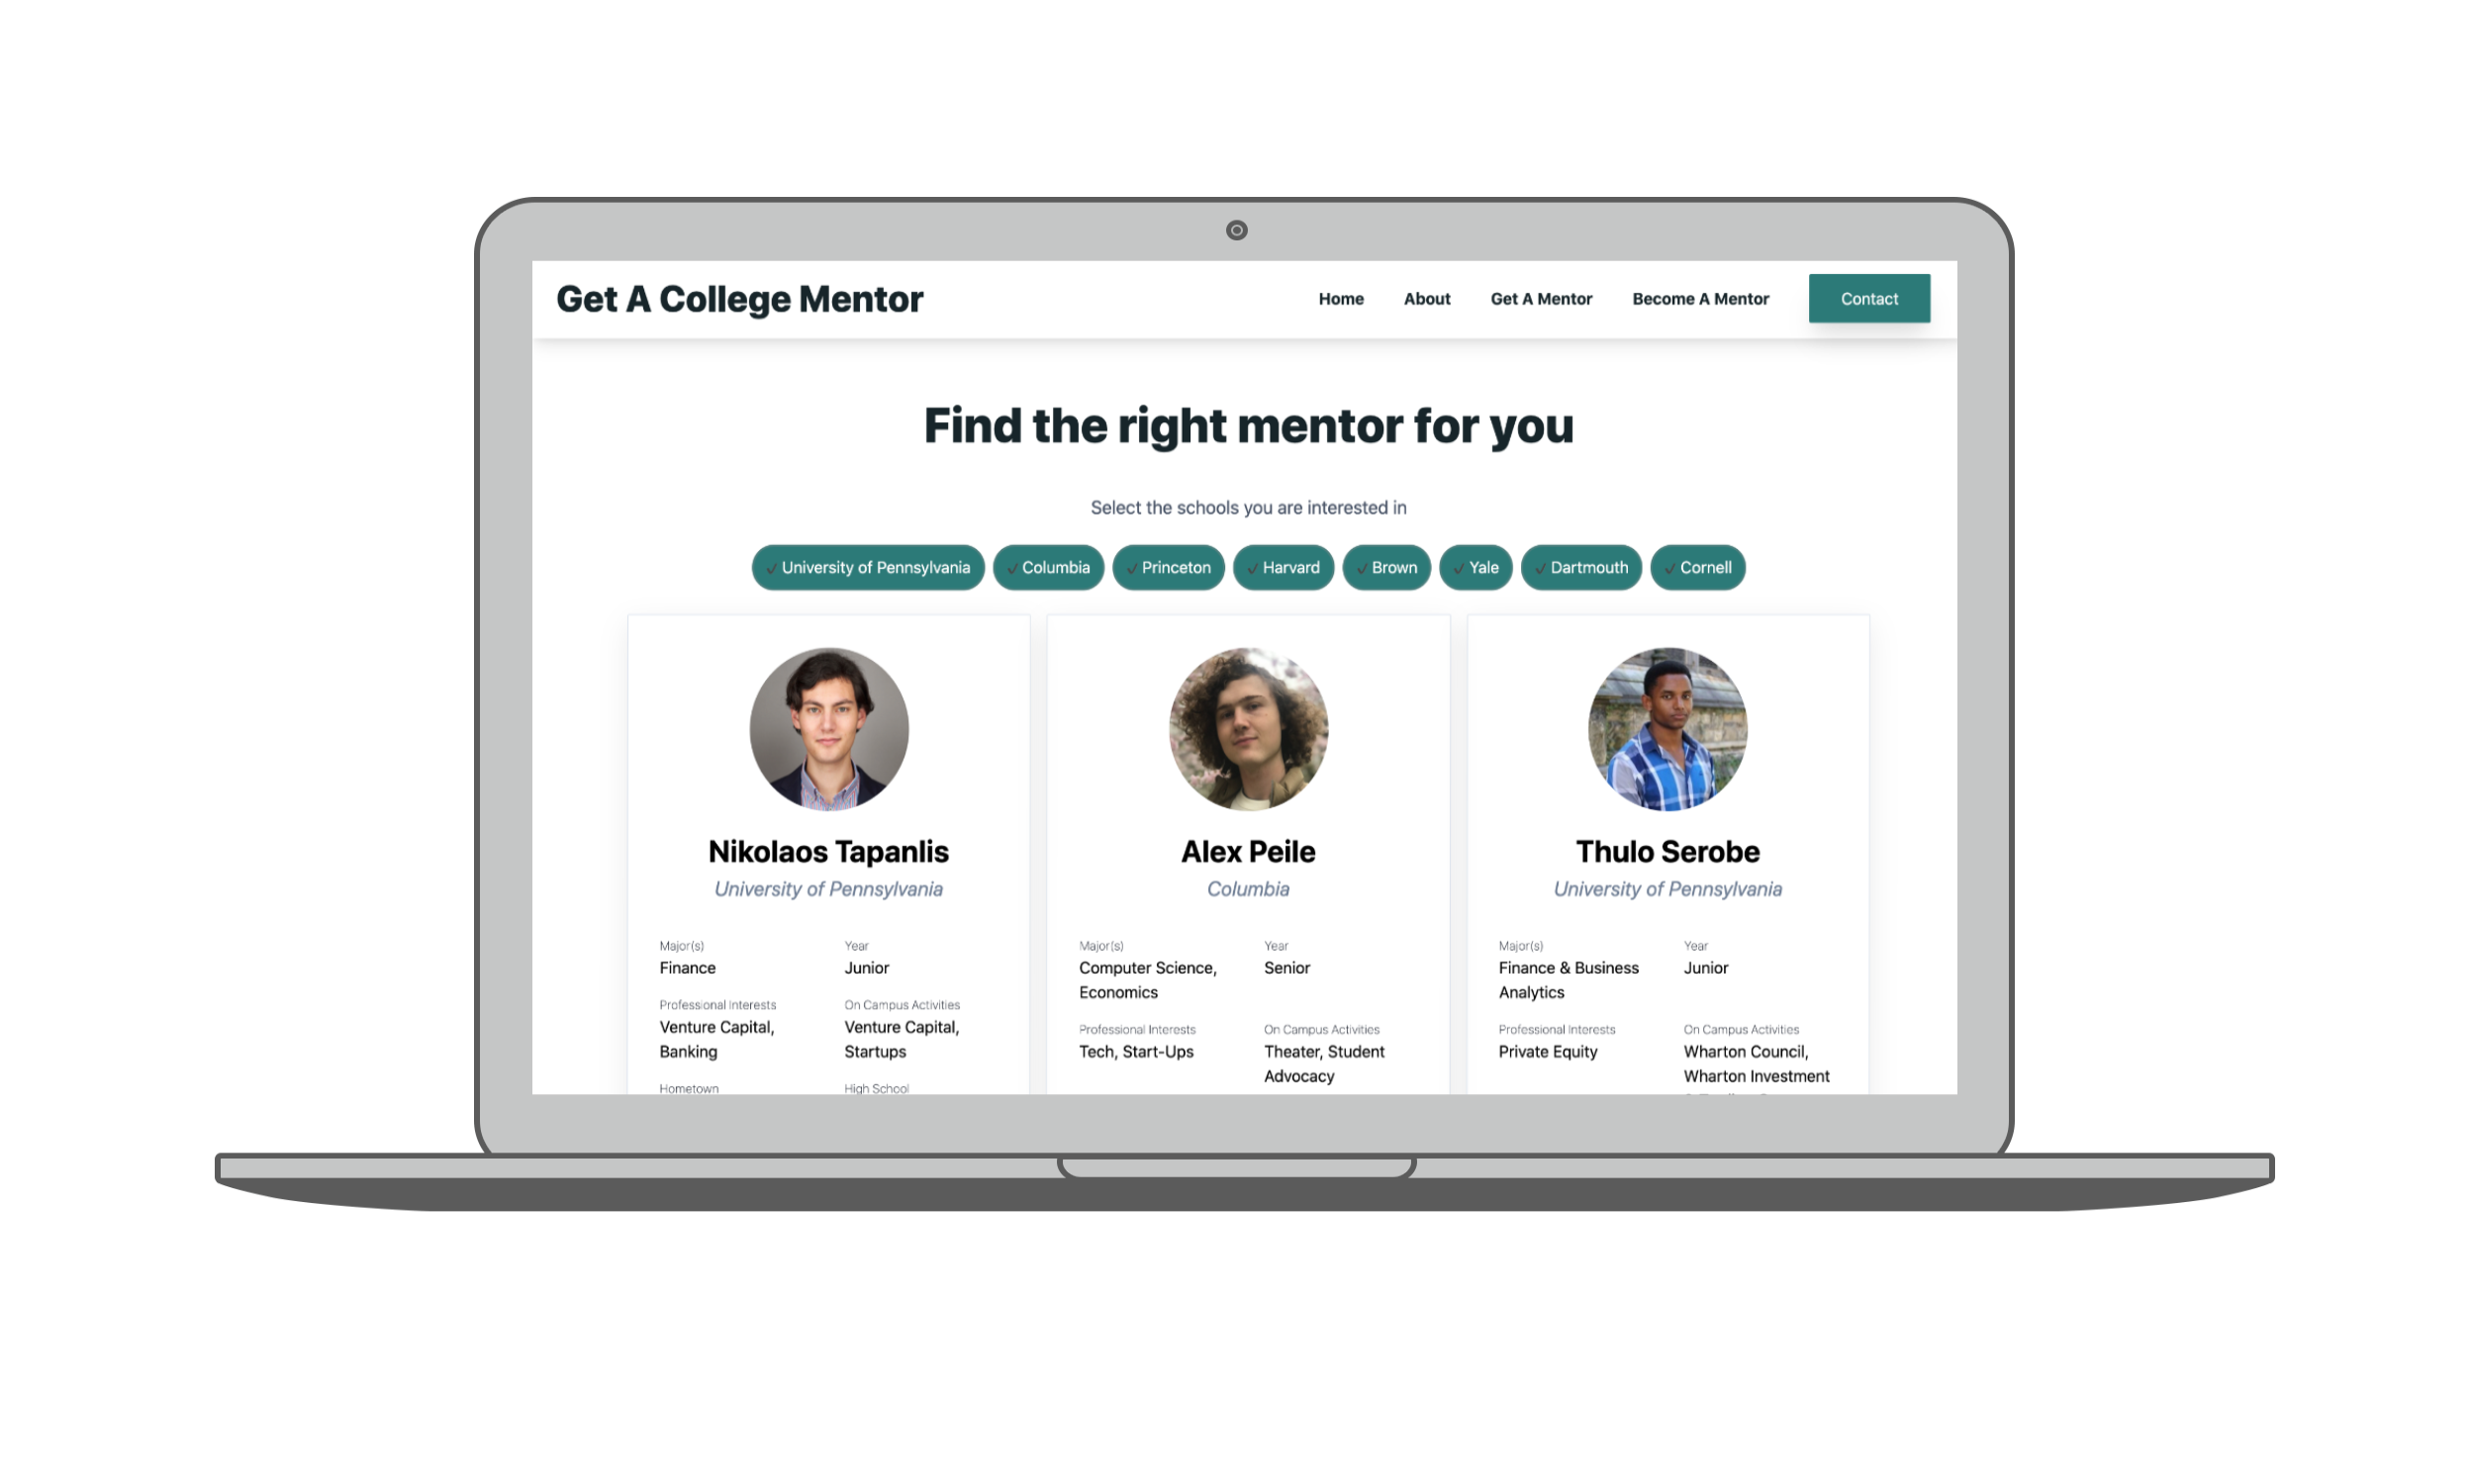 Get A College Mentor
Home About Get A Mentor Become A Mentor Contact
Find the right mentor for you
Select the schools you are interested in
✓ University of Pennsylvania ✓ Columbia ✓ Princeton ✓ Harvard ✓ Brown ✓ Yale ✓ Dartmouth ✓ Cornell
Nikolaos Tapanlis
University of Pennsylvania
Major(s) Year
Finance Junior
Professional Interests On Campus Activities
Venture Capital, Venture Capital,
Banking Startups
Hometown High School
Alex Peile
Columbia
Major(s) Year
Computer Science, Senior
Economics
Professional Interests On Campus Activities
Tech, Start-Ups Theater, Student
Advocacy
Thulo Serobe
University of Pennsylvania
Major(s) Year
Finance & Business Junior
Analytics
Professional Interests On Campus Activities
Private Equity Wharton Council,
Wharton Investment